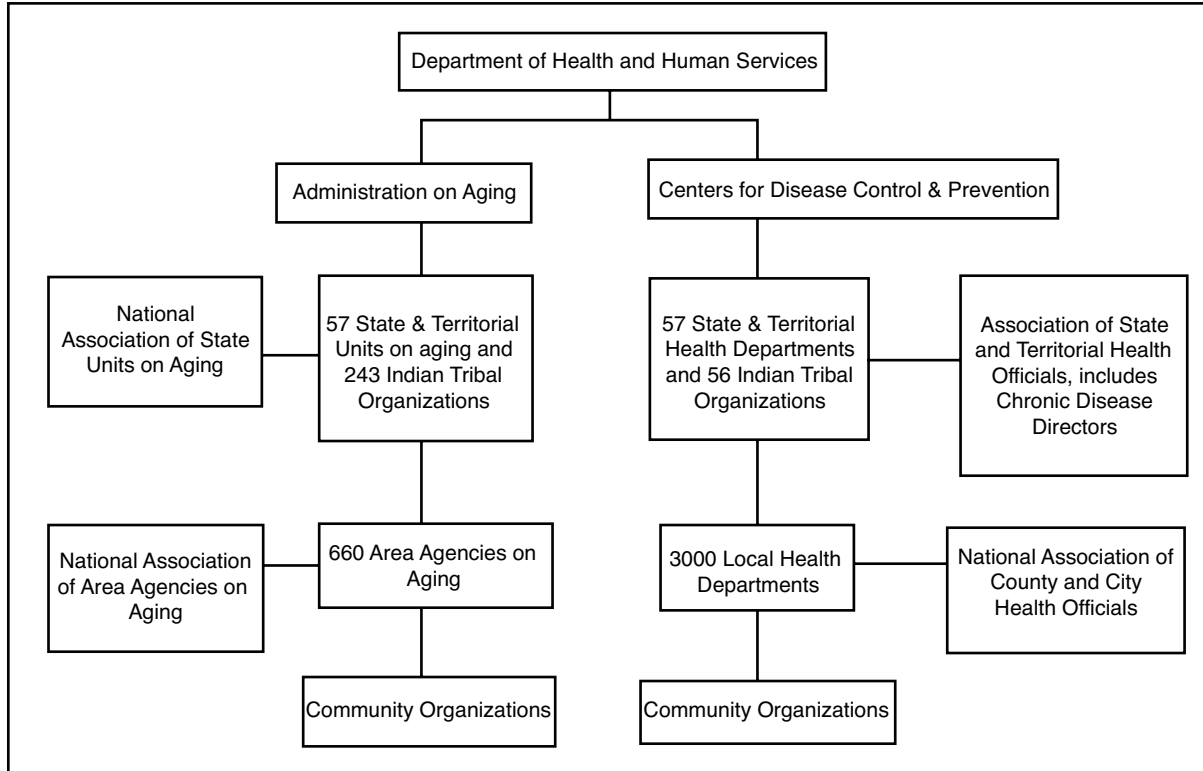 Department of Health and Human Services
Administration on Aging
Centers for Disease Control & Prevention
National
Association of State
Units on Aging
57 State & Territorial
Units on aging and
243 Indian Tribal
Organizations
57 State & Territorial
Health Departments
and 56 Indian Tribal
Organizations
Association of State
and Territorial Health
Officials, includes
Chronic Disease
Directors
National Association
of Area Agencies on
Aging
660 Area Agencies on
Aging
3000 Local Health
Departments
National Association of
County and City
Health Officials
Community Organizations
Community Organizations